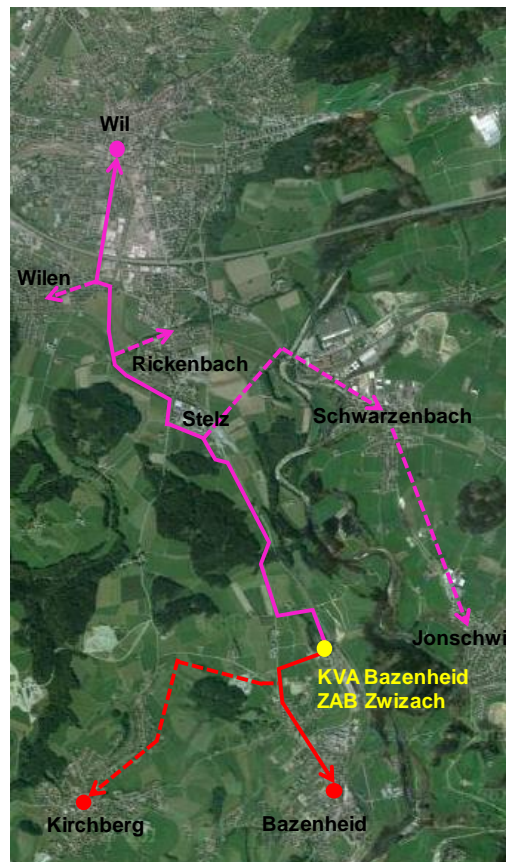 Wil
Wilen
Rickenbach
Stelz
Schwarzenbach
Jonschwi
KVA Bazenheid
ZAB Zwizach
Kirchberg
Bazenheid